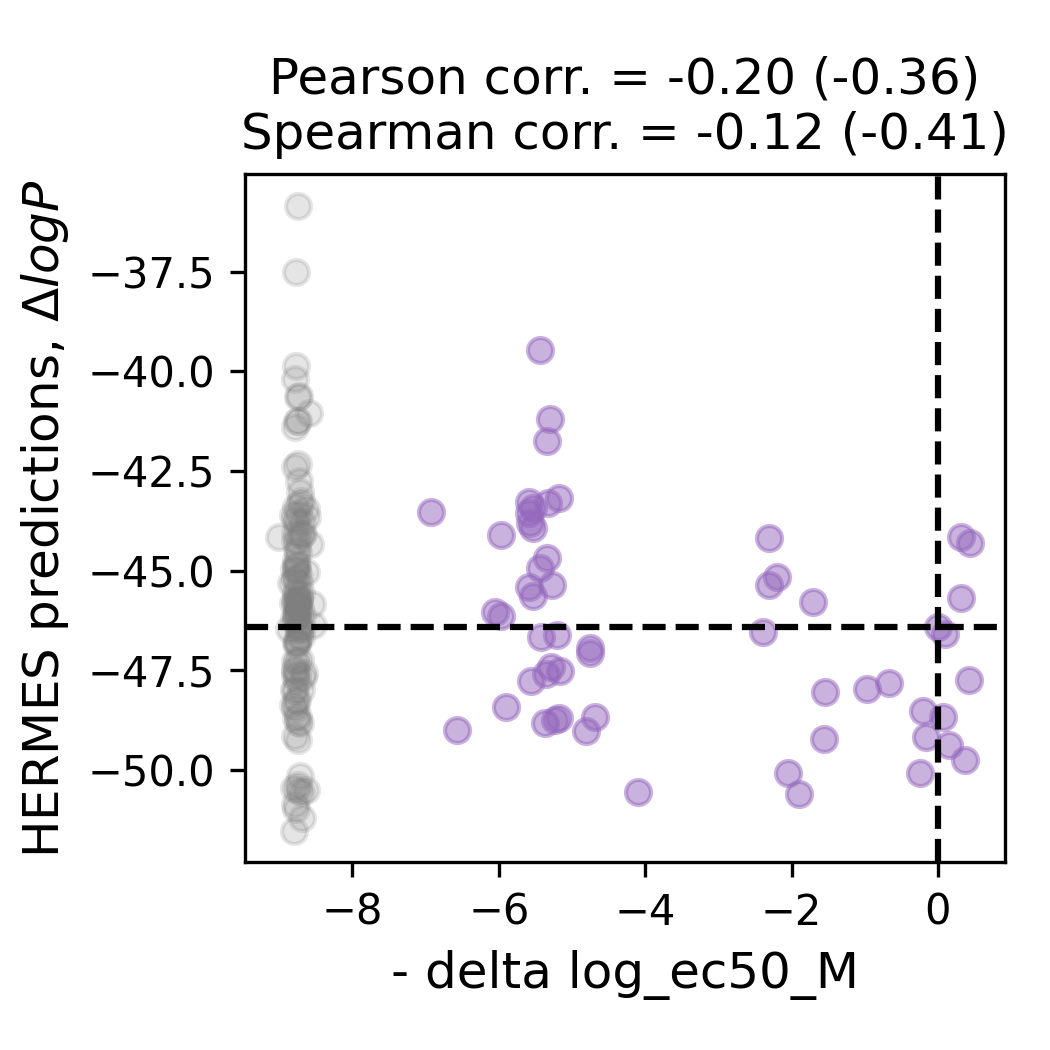 Pearson corr. = -0.20 (-0.36)
Spearman corr. = -0.12 (-0.41)
HERMES predictions, ΔlogP
−37.5
−40.0
−42.5
−45.0
−47.5
−50.0
−8
−6
−4
−2
0
- delta log_ec50_M